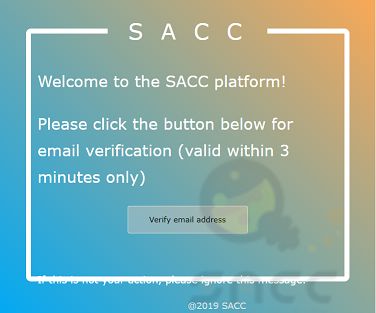 S A C C
Welcome to the SACC platform!
Please click the button below for
email verification (valid within 3
minutes only)
Verify email address
If this is not your action, please ignore this message.
sacc
@2019 SACC